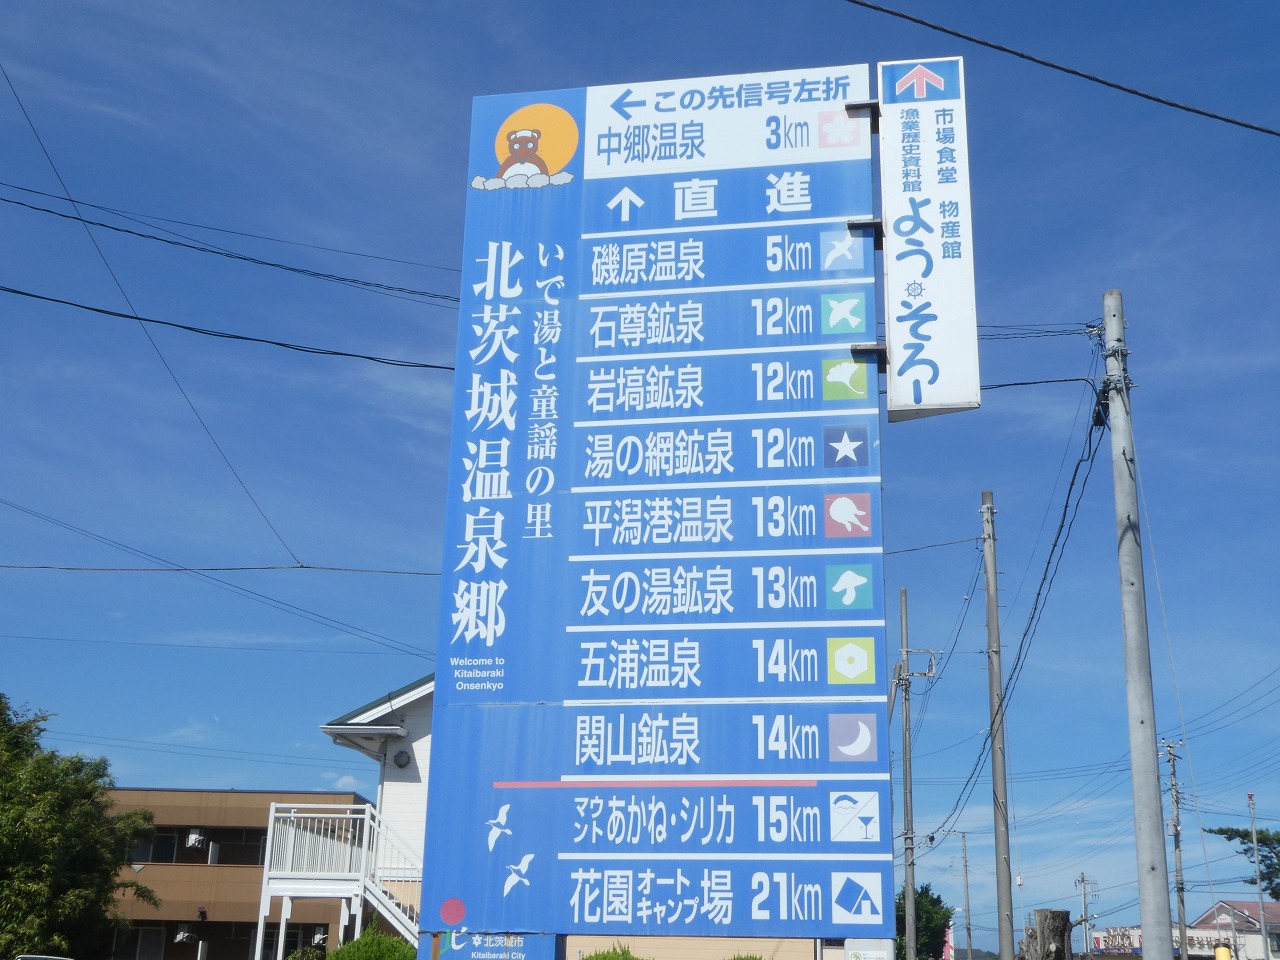 ←この先信号左折
中郷温泉 3km
↑直進
磯原温泉 5km
石尊鉱泉 12km
岩塙鉱泉 12km
湯の網鉱泉 12km
平潟港温泉 13km
友の湯鉱泉 13km
五浦温泉 14km
関山鉱泉 14km
マウントあかね・シリカ 15km
花園オートキャンプ場 21km
いで湯と童謡の里
北茨城温泉郷
Welcome to
Kitaibaraki
Onsenkyo
北茨城市
Kitaibaraki City
市場食堂 物産館
漁業歴史資料館
よう・そろー